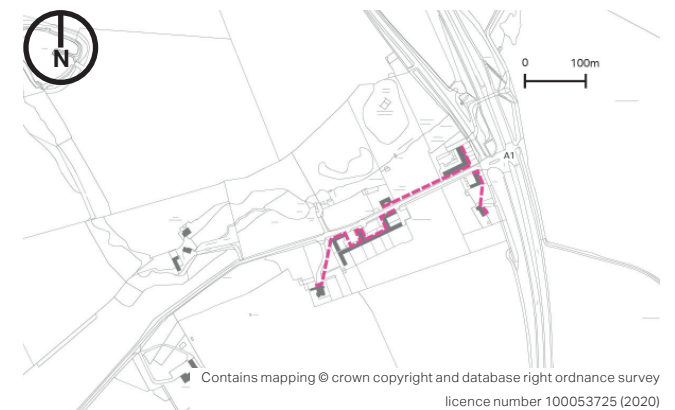 N
0 100m
A1
Contains mapping © crown copyright and database right ordnance survey
licence number 100053725 (2020)